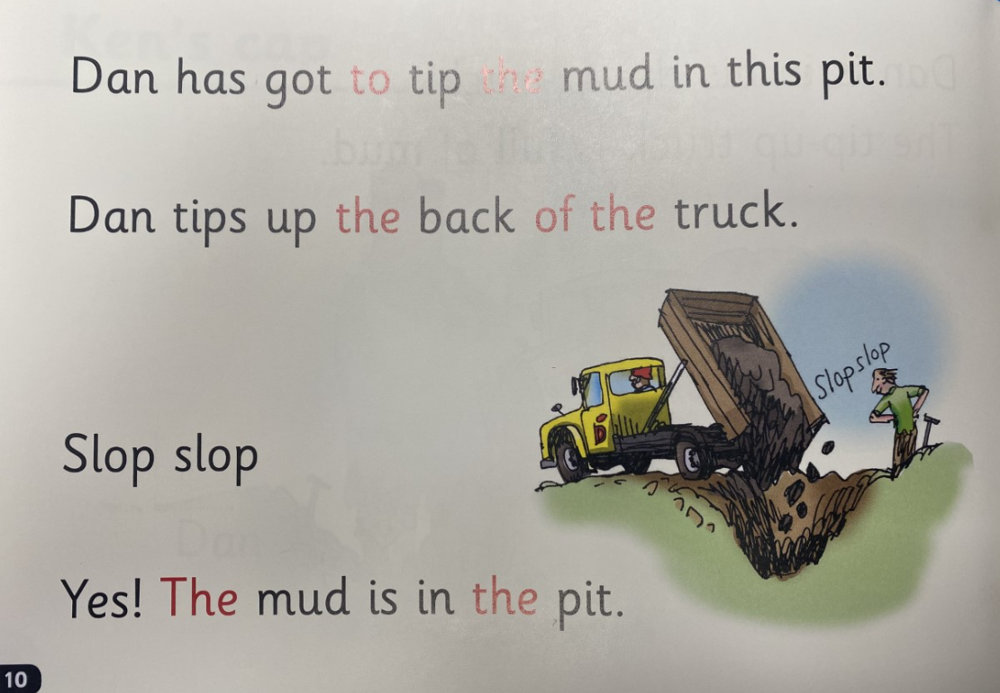 Dan has got to tip the mud in this pit.
Dan tips up the back of the truck.
Slop slop
Slop slop
Yes! The mud is in the pit.
10